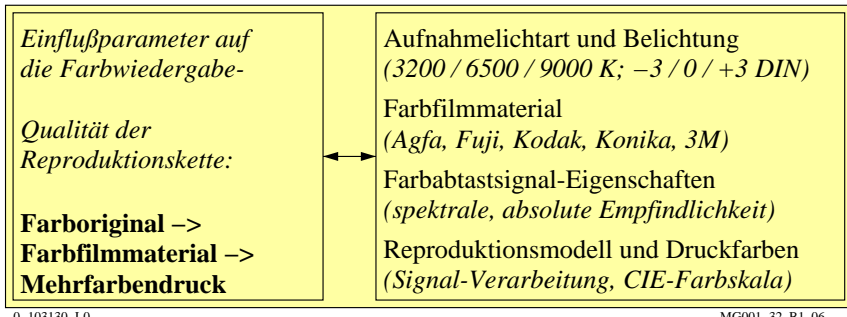 Einflußparameter auf
die Farbwiedergabe-
Qualität der
Reproduktionskette:
Farboriginal −>
Farbfilmmaterial −>
Mehrfarbendruck
Aufnahmelichtart und Belichtung
(3200 / 6500 / 9000 K; −3 / 0 / +3 DIN)
Farbfilmmaterial
(Agfa, Fuji, Kodak, Konika, 3M)
Farbabtastsignal-Eigenschaften
(spektrale, absolute Empfindlichkeit)
Reproduktionsmodell und Druckfarben
(Signal-Verarbeitung, CIE-Farbskala)